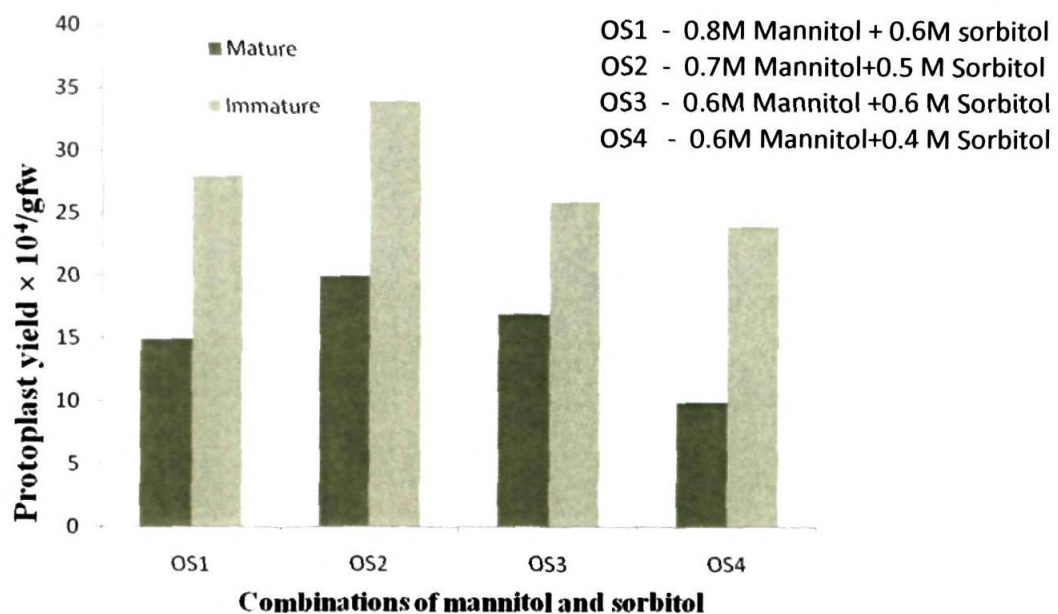 40
35
30
25
20
15
10
5
0
Protoplast yield × 10⁴/gfw
Mature
Immature
OS1 - 0.8M Mannitol + 0.6M sorbitol
OS2 - 0.7M Mannitol+0.5 M Sorbitol
OS3 - 0.6M Mannitol +0.6 M Sorbitol
OS4 - 0.6M Mannitol+0.4 M Sorbitol
OS1 OS2 OS3 OS4
Combinations of mannitol and sorbitol